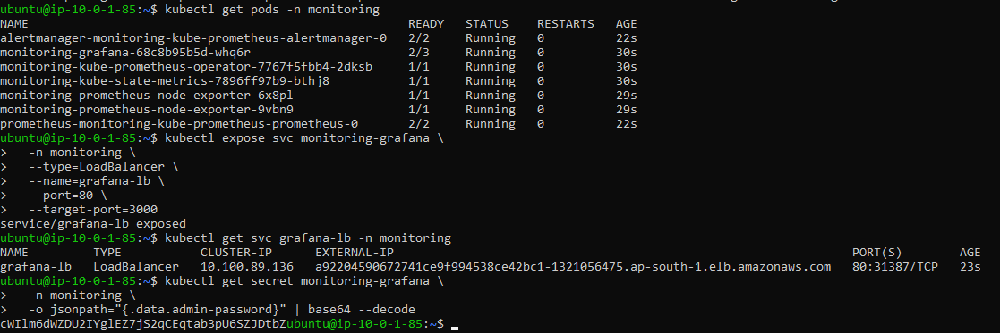 ubuntu@ip-10-0-1-85:~$ kubectl get pods -n monitoring
NAME                                                     READY   STATUS    RESTARTS   AGE
alertmanager-monitoring-kube-prometheus-alertmanager-0   2/2     Running   0          22s
monitoring-grafana-68c8b95b5d-whq6r                      2/3     Running   0          30s
monitoring-kube-prometheus-operator-7767f5fbb4-2dksb     1/1     Running   0          30s
monitoring-kube-state-metrics-7896ff97b9-bthj8           1/1     Running   0          30s
monitoring-prometheus-node-exporter-6x8pl                1/1     Running   0          29s
monitoring-prometheus-node-exporter-9vbn9                1/1     Running   0          29s
prometheus-monitoring-kube-prometheus-prometheus-0       2/2     Running   0          22s
ubuntu@ip-10-0-1-85:~$ kubectl expose svc monitoring-grafana \
>   -n monitoring \
>   --type=LoadBalancer \
>   --name=grafana-lb \
>   --port=80 \
>   --target-port=3000
service/grafana-lb exposed
ubuntu@ip-10-0-1-85:~$ kubectl get svc grafana-lb -n monitoring
NAME         TYPE           CLUSTER-IP      EXTERNAL-IP                                                                PORT(S)        AGE
grafana-lb   LoadBalancer   10.100.89.136   a92204590672741ce9f994538ce42bc1-1321056475.ap-south-1.elb.amazonaws.com   80:31387/TCP   23s
ubuntu@ip-10-0-1-85:~$ kubectl get secret monitoring-grafana \
>   -n monitoring \
>   -o jsonpath="{.data.admin-password}" | base64 --decode
cWIlm6dWZDU2IYglEZ7jS2qCEqtab3pU6SZJDtbZubuntu@ip-10-0-1-85:~$